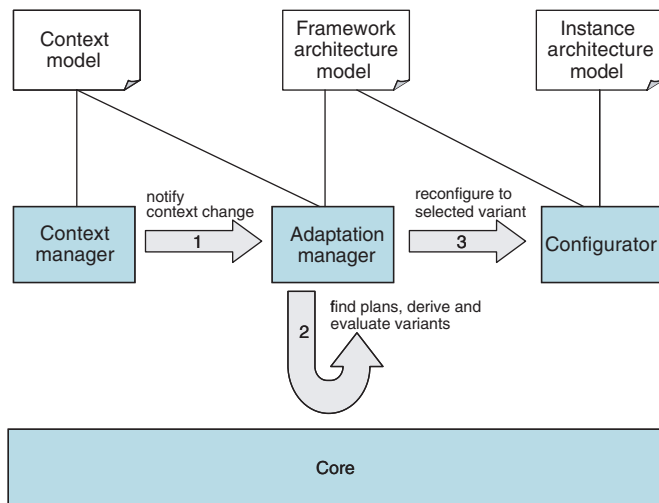 Context
model
Framework
architecture
model
Instance
architecture
model
notify
context change
reconfigure to
selected variant
Context
manager
1
Adaptation
manager
3
Configurator
find plans, derive and
evaluate variants
2
Core